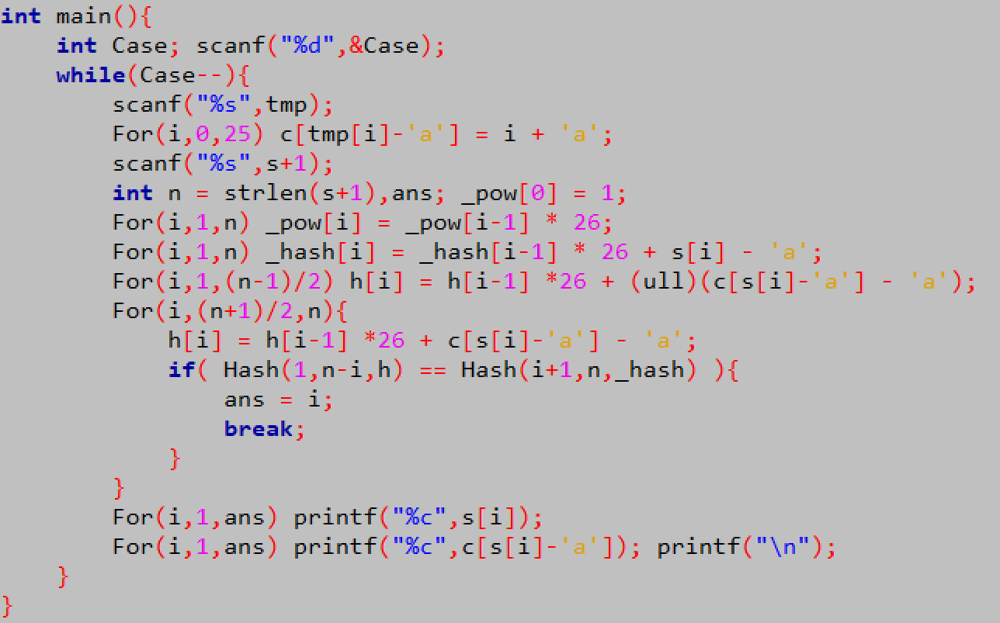 int main(){
    int Case; scanf("%d",&Case);
    while(Case--){
        scanf("%s",tmp);
        For(i,0,25) c[tmp[i]-'a'] = i + 'a';
        scanf("%s",s+1);
        int n = strlen(s+1),ans; _pow[0] = 1;
        For(i,1,n) _pow[i] = _pow[i-1] * 26;
        For(i,1,n) _hash[i] = _hash[i-1] * 26 + s[i] - 'a';
        For(i,1,(n-1)/2) h[i] = h[i-1] *26 + (ull)(c[s[i]-'a'] - 'a');
        For(i,(n+1)/2,n){
            h[i] = h[i-1] *26 + c[s[i]-'a'] - 'a';
            if( Hash(1,n-i,h) == Hash(i+1,n,_hash) ){
                ans = i;
                break;
            }
        }
        For(i,1,ans) printf("%c",s[i]);
        For(i,1,ans) printf("%c",c[s[i]-'a']); printf("\n");
    }
}